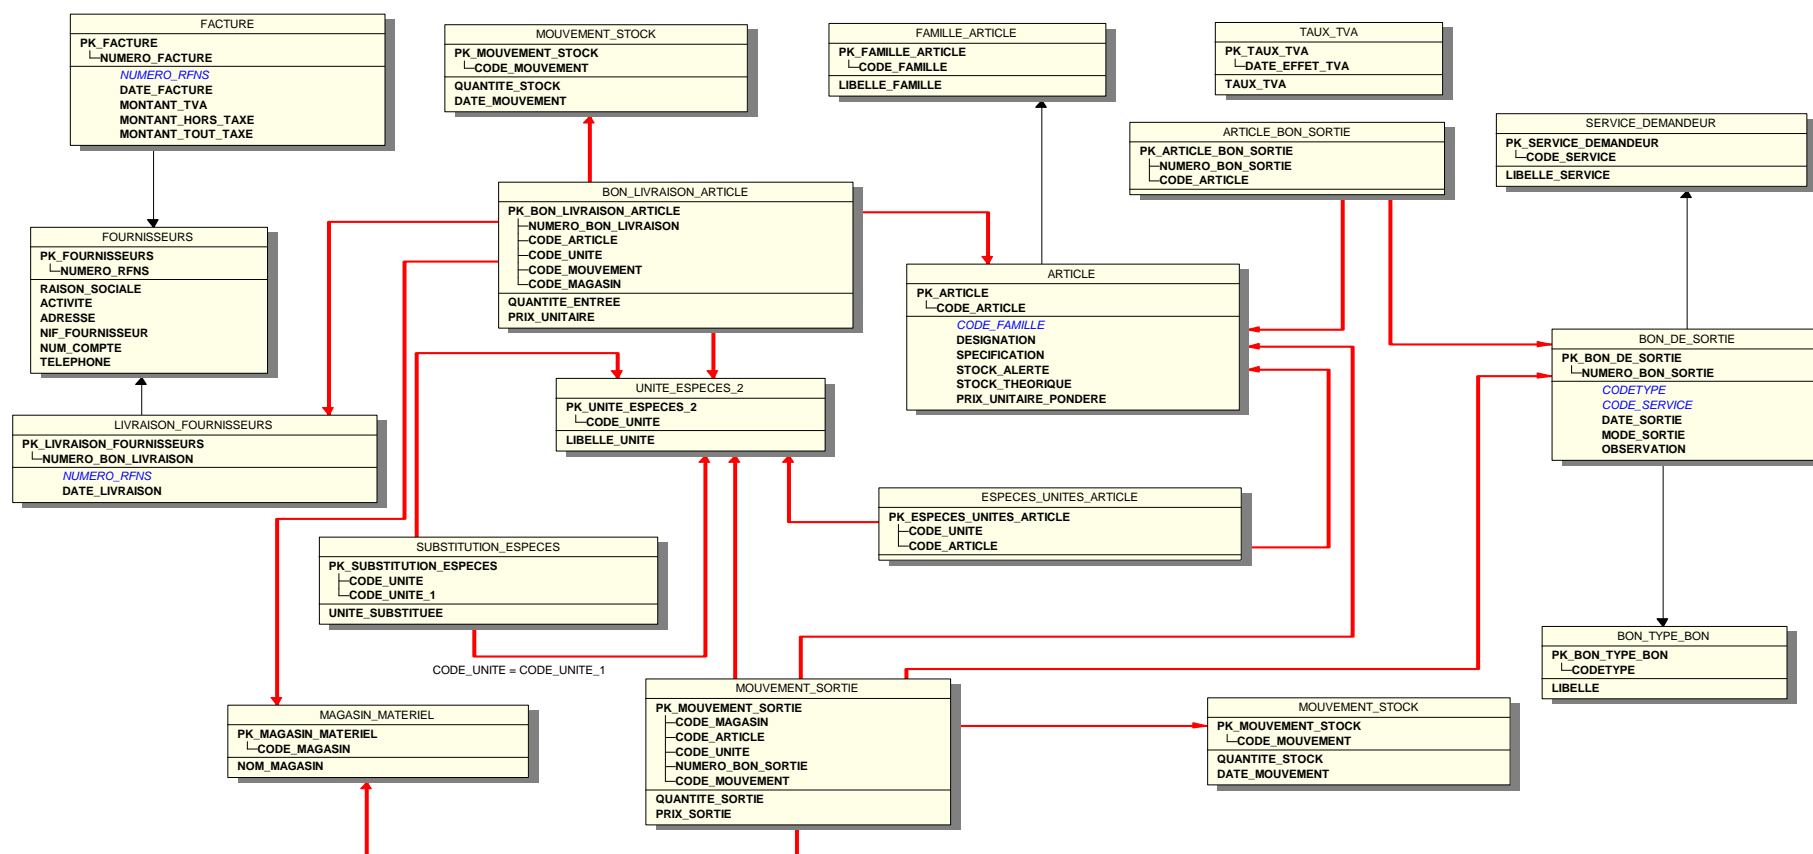 FACTURE
PK_FACTURE
NUMERO_FACTURE
NUMERO_RFNS
DATE_FACTURE
MONTANT_TVA
MONTANT_HORS_TAXE
MONTANT_TOUT_TAXE
MOUVEMENT_STOCK
PK_MOUVEMENT_STOCK
CODE_MOUVEMENT
QUANTITE_STOCK
DATE_MOUVEMENT
FAMILLE_ARTICLE
PK_FAMILLE_ARTICLE
CODE_FAMILLE
LIBELLE_FAMILLE
TAUX_TVA
PK_TAUX_TVA
DATE_EFFET_TVA
TAUX_TVA
ARTICLE_BON_SORTIE
PK_ARTICLE_BON_SORTIE
NUMERO_BON_SORTIE
CODE_ARTICLE
SERVICE_DEMANDEUR
PK_SERVICE_DEMANDEUR
CODE_SERVICE
LIBELLE_SERVICE
BON_LIVRAISON_ARTICLE
PK_BON_LIVRAISON_ARTICLE
NUMERO_BON_LIVRAISON
CODE_ARTICLE
CODE_UNITE
CODE_MOUVEMENT
CODE_MAGASIN
QUANTITE_ENTREE
PRIX_UNITAIRE
FOURNISSEURS
PK_FOURNISSEURS
NUMERO_RFNS
RAISON_SOCIALE
ACTIVITE
ADRESSE
NIF_FOURNISSEUR
NUM_COMPTE
TELEPHONE
ARTICLE
PK_ARTICLE
CODE_ARTICLE
CODE_FAMILLE
DESIGNATION
SPECIFICATION
STOCK_ALERTE
STOCK_THEORIQUE
PRIX_UNITAIRE_PONDERE
BON_DE_SORTIE
PK_BON_DE_SORTIE
NUMERO_BON_SORTIE
CODETYPE
CODE_SERVICE
DATE_SORTIE
MODE_SORTIE
OBSERVATION
UNITE_ESPECES_2
PK_UNITE_ESPECES_2
CODE_UNITE
LIBELLE_UNITE
LIVRAISON_FOURNISSEURS
PK_LIVRAISON_FOURNISSEURS
NUMERO_BON_LIVRAISON
NUMERO_RFNS
DATE_LIVRAISON
ESPECES_UNITES_ARTICLE
PK_ESPECES_UNITES_ARTICLE
CODE_UNITE
CODE_ARTICLE
SUBSTITUTION_ESPECES
PK_SUBSTITUTION_ESPECES
CODE_UNITE
CODE_UNITE_1
UNITE_SUBSTITUEE
CODE_UNITE = CODE_UNITE_1
BON_TYPE_BON
PK_BON_TYPE_BON
CODETYPE
LIBELLE
MAGASIN_MATERIEL
PK_MAGASIN_MATERIEL
CODE_MAGASIN
NOM_MAGASIN
MOUVEMENT_SORTIE
PK_MOUVEMENT_SORTIE
CODE_MAGASIN
CODE_ARTICLE
CODE_UNITE
NUMERO_BON_SORTIE
CODE_MOUVEMENT
QUANTITE_SORTIE
PRIX_SORTIE
MOUVEMENT_STOCK
PK_MOUVEMENT_STOCK
CODE_MOUVEMENT
QUANTITE_STOCK
DATE_MOUVEMENT